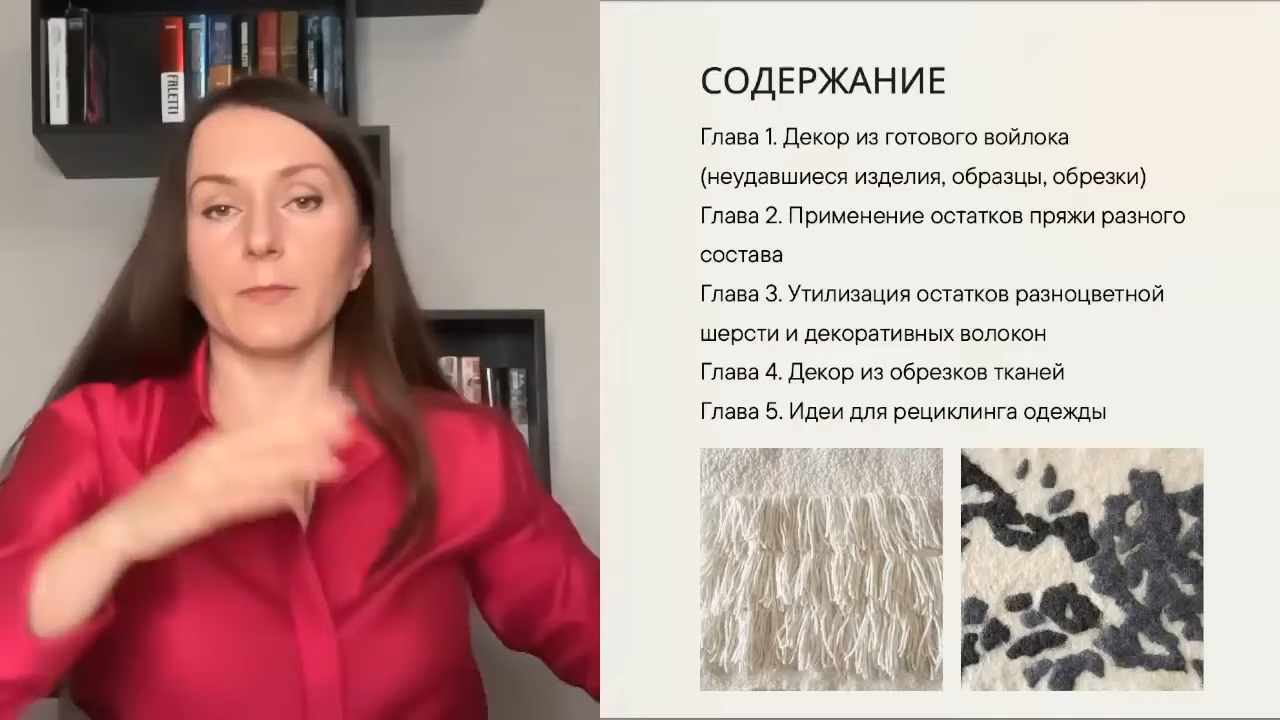 FALETTI
СОДЕРЖАНИЕ
Глава 1. Декор из готового войлока
(неудавшиеся изделия, образцы, обрезки)
Глава 2. Применение остатков пряжи разного
состава
Глава 3. Утилизация остатков разноцветной
шерсти и декоративных волокон
Глава 4. Декор из обрезков тканей
Глава 5. Идеи для рециклинга одежды